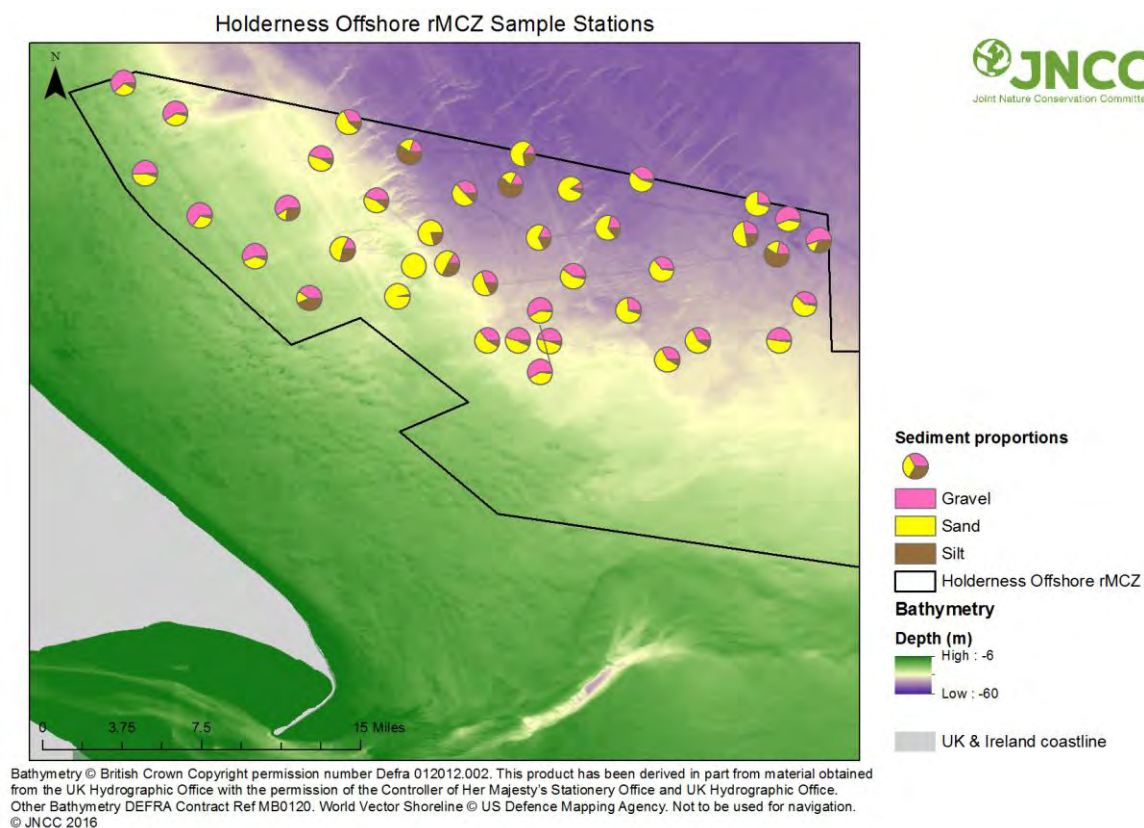 Holderness Offshore rMCZ Sample Stations
JNCC
Joint Nature Conservation Committe
N
Sediment proportions
Gravel
Sand
Silt
Holderness Offshore rMCZ
Bathymetry
Depth (m)
High : -6
Low : -60
UK & Ireland coastline
0 3.75 7.5 15 Miles
Bathymetry © British Crown Copyright permission number Defra 012012.002. This product has been derived in part from material obtained
from the UK Hydrographic Office with the permission of the Controller of Her Majesty's Stationery Office and UK Hydrographic Office.
Other Bathymetry DEFRA Contract Ref MB0120. World Vector Shoreline © US Defence Mapping Agency. Not to be used for navigation.
© JNCC 2016